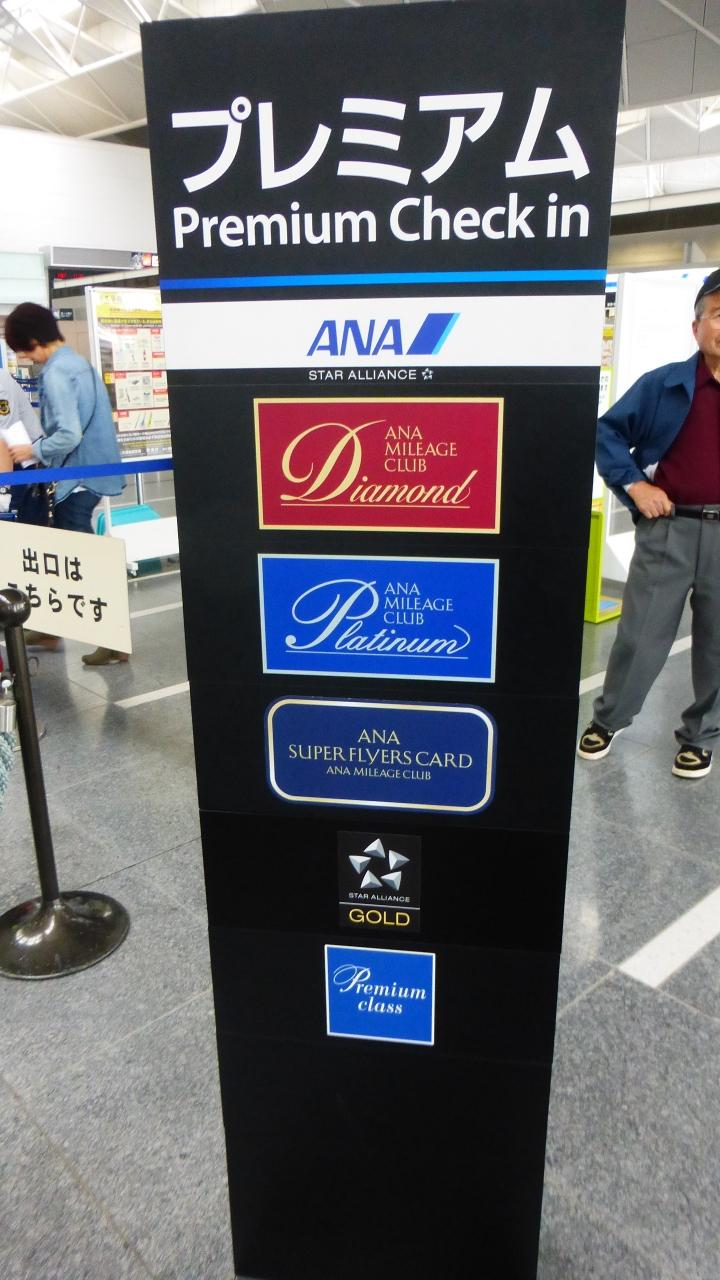 プレミアム
Premium Check in
ANA
STAR ALLIANCE
ANA
MILEAGE
CLUB
Diamond
ANA
MILEAGE
CLUB
Platinum
ANA
SUPER FLYERS CARD
ANA MILEAGE CLUB
STAR ALLIANCE
GOLD
Premium
class
出口は
ちらです